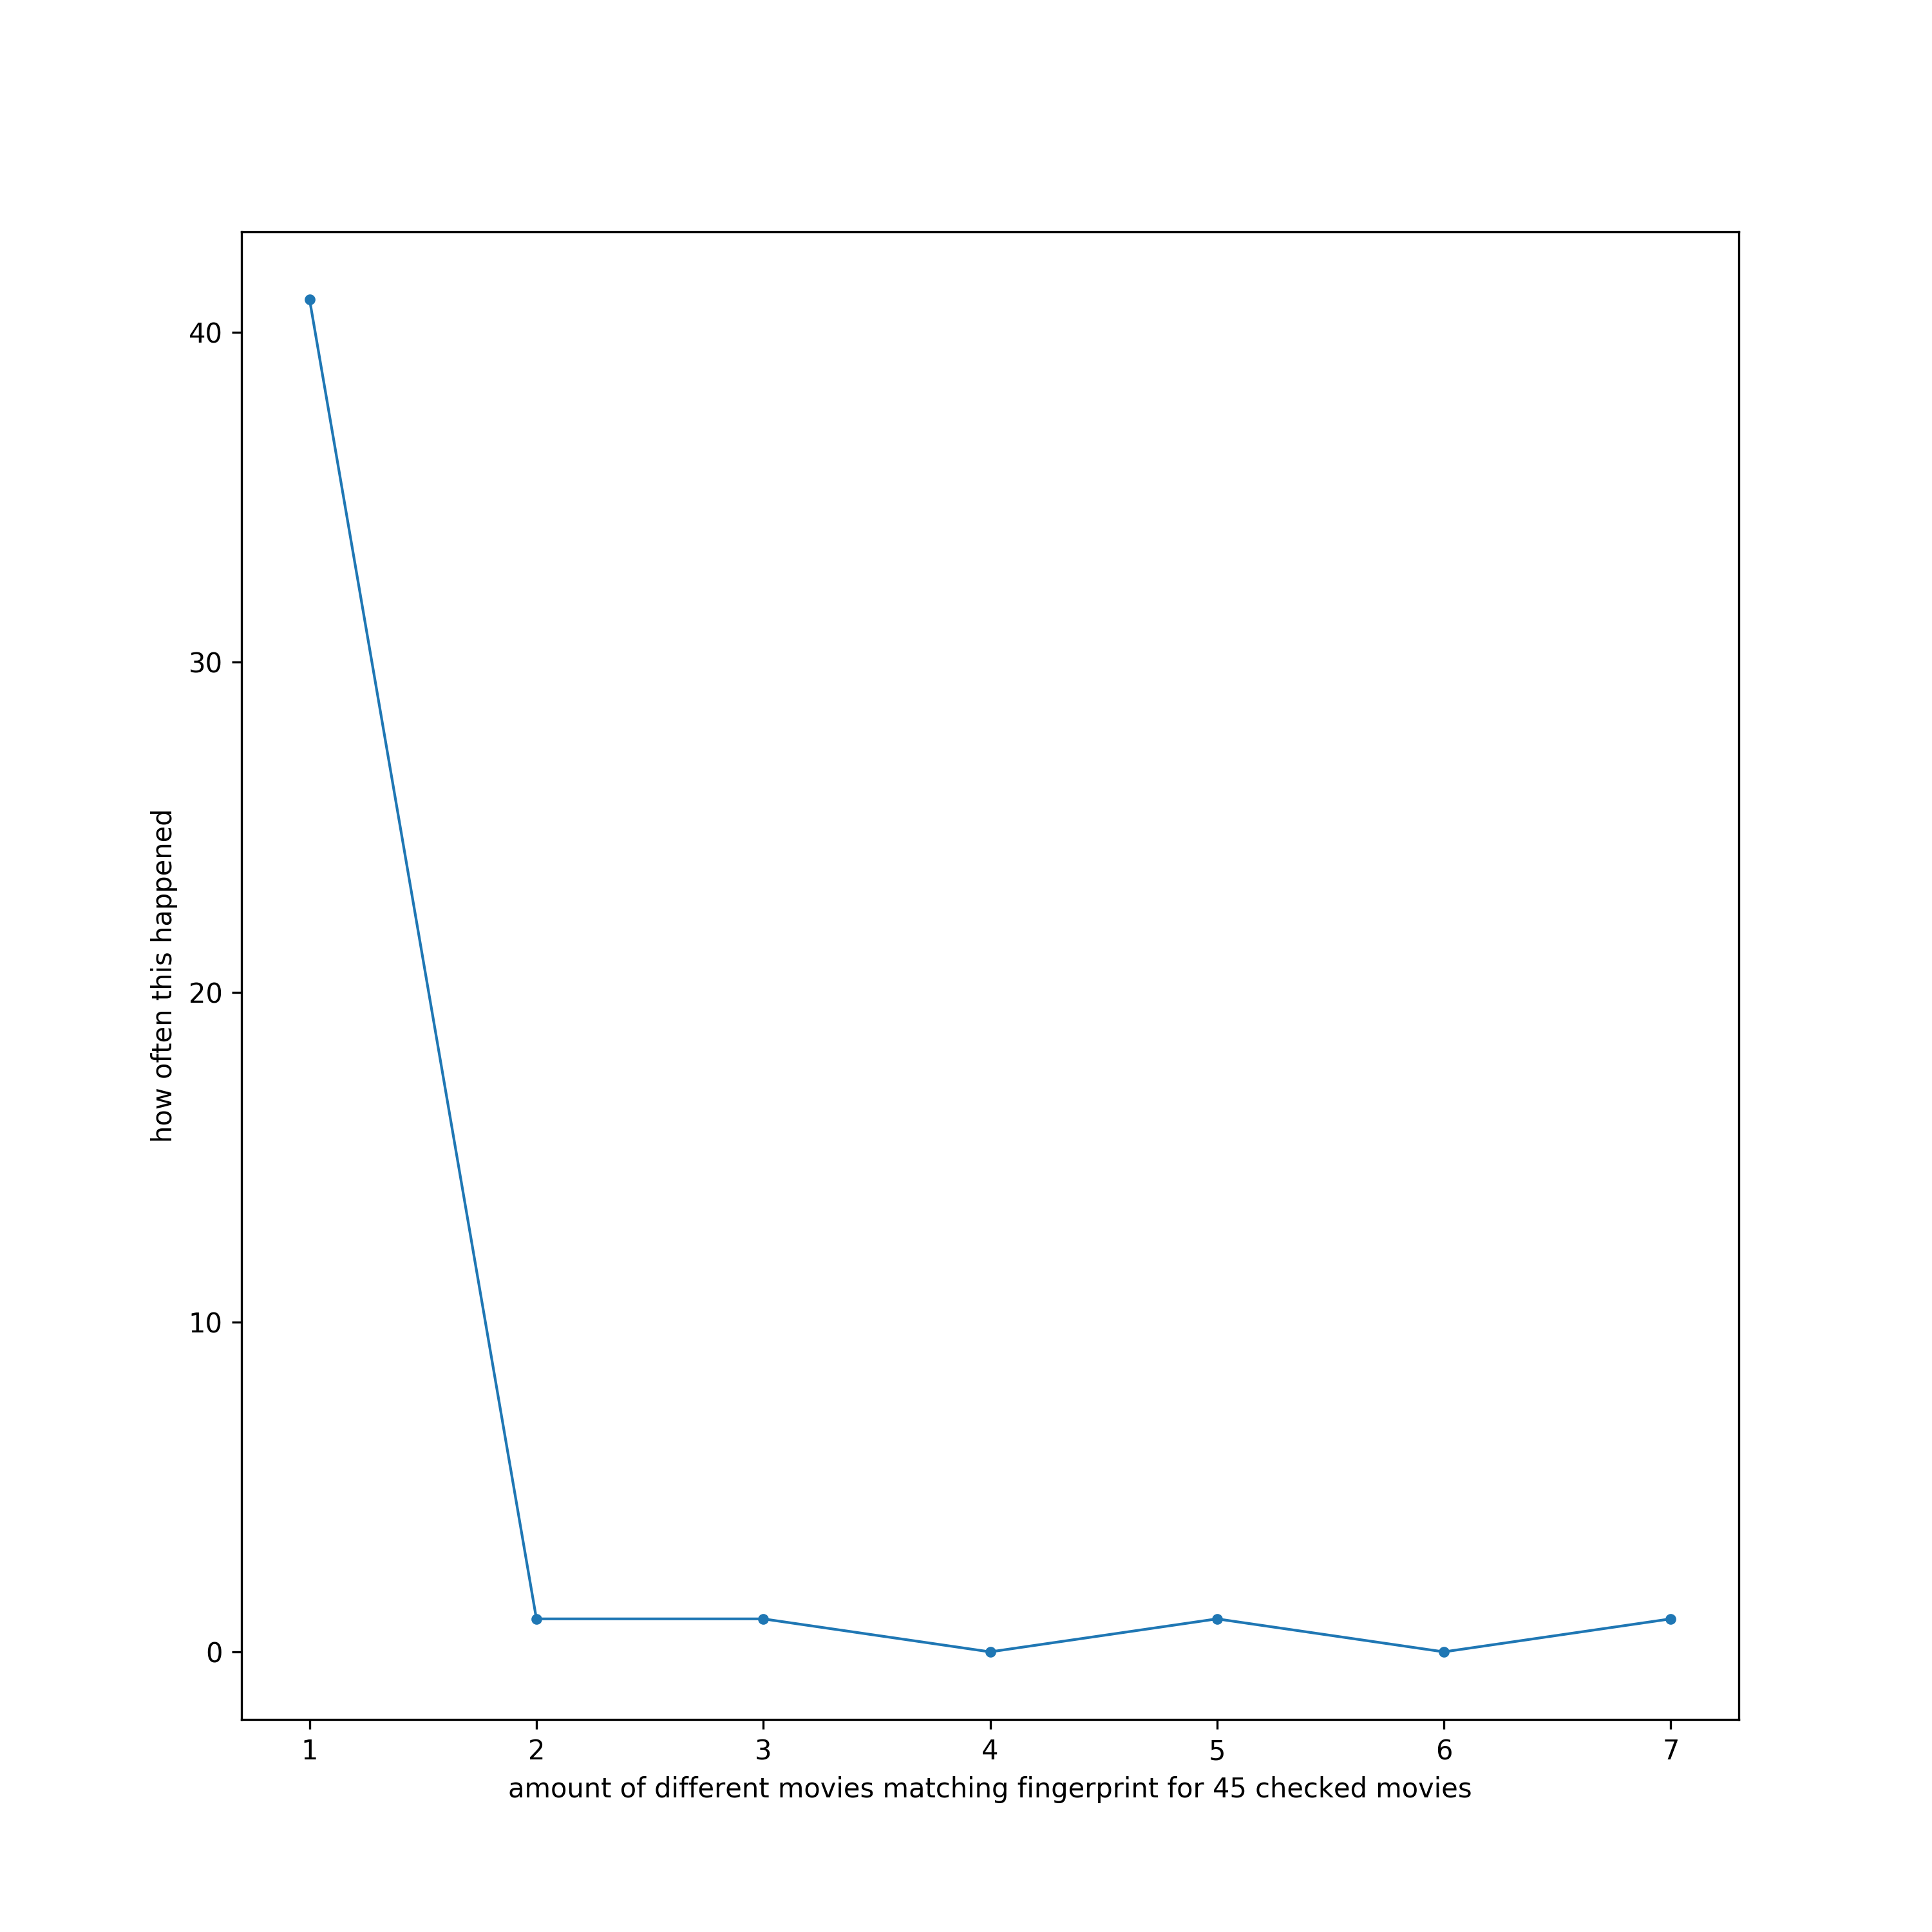 40
30
20
10
0
how often this happened
1 2 3 4 5 6 7
amount of different movies matching fingerprint for 45 checked movies